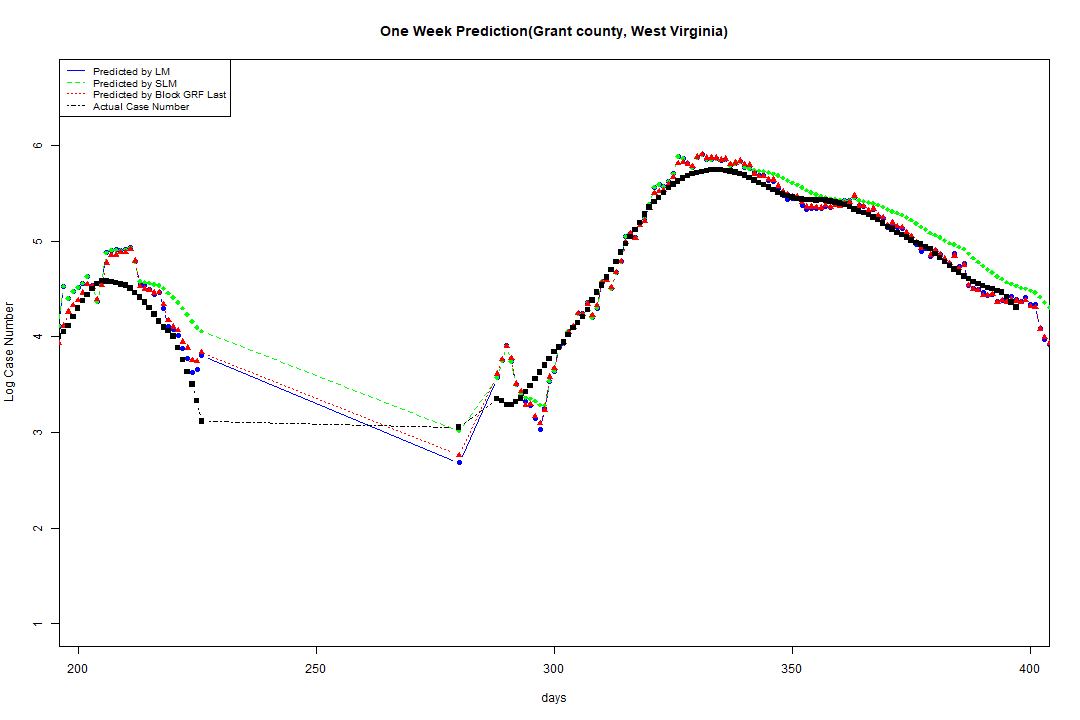 One Week Prediction(Grant county, West Virginia)
Predicted by LM
Predicted by SLM
Predicted by Block GRF Last
Actual Case Number
6
5
4
3
2
1
Log Case Number
200 250 300 350 400
days